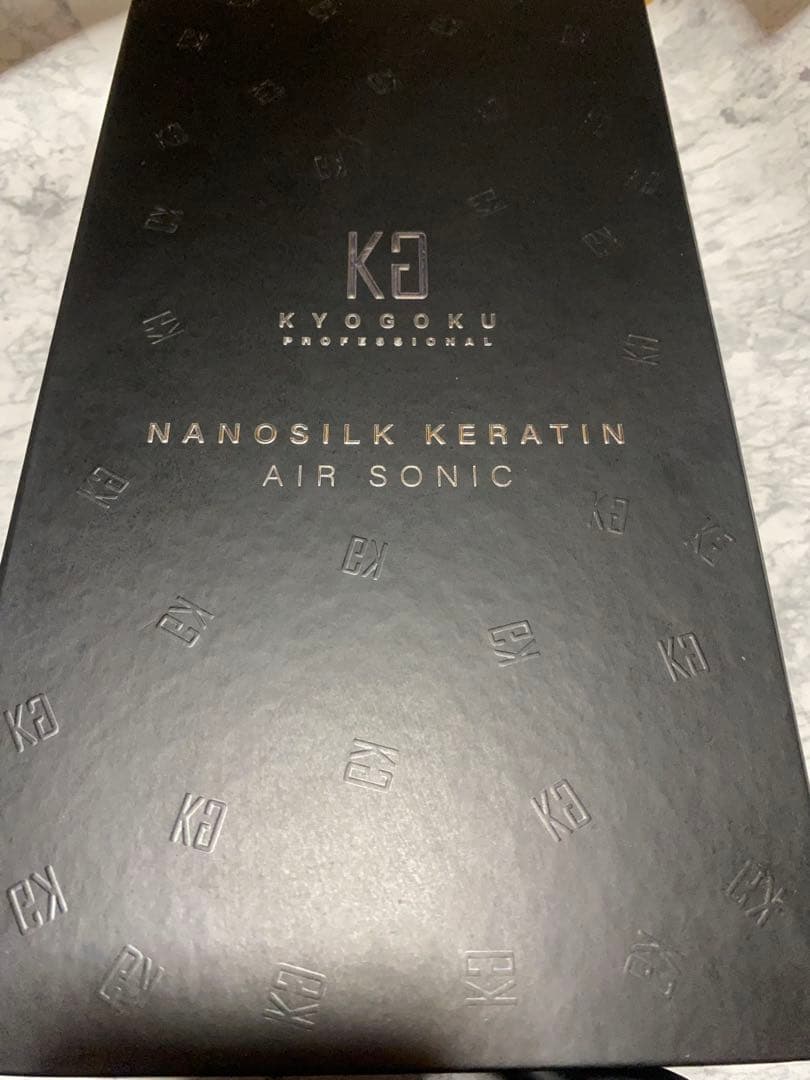 KG
KYOGOKU
PROFESSIONAL
NANOSILK KERATIN
AIR SONIC